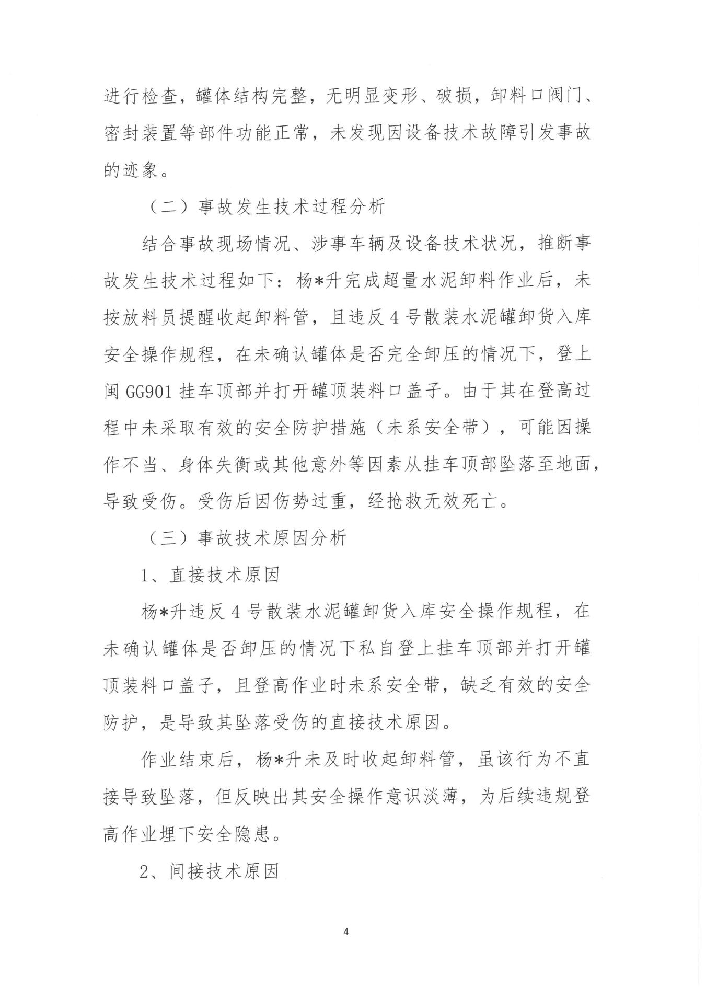 进行检查，罐体结构完整，无明显变形、破损，卸料口阀门、
密封装置等部件功能正常，未发现因设备技术故障引发事故
的迹象。
（二）事故发生技术过程分析
结合事故现场情况、涉事车辆及设备技术状况，推断事
故发生技术过程如下：杨*升完成超量水泥卸料作业后，未
按放料员提醒收起卸料管，且违反 4 号散装水泥罐卸货入库
安全操作规程，在未确认罐体是否完全卸压的情况下，登上
闽 GG901 挂车顶部并打开罐顶装料口盖子。由于其在登高过
程中未采取有效的安全防护措施（未系安全带），可能因操
作不当、身体失衡或其他意外等因素从挂车顶部坠落至地面，
导致受伤。受伤后因伤势过重，经抢救无效死亡。
（三）事故技术原因分析
1、直接技术原因
杨*升违反 4 号散装水泥罐卸货入库安全操作规程，在
未确认罐体是否卸压的情况下私自登上挂车顶部并打开罐
顶装料口盖子，且登高作业时未系安全带，缺乏有效的安全
防护，是导致其坠落受伤的直接技术原因。
作业结束后，杨*升未及时收起卸料管，虽该行为不直
接导致坠落，但反映出其安全操作意识淡薄，为后续违规登
高作业埋下安全隐患。
2、间接技术原因
4